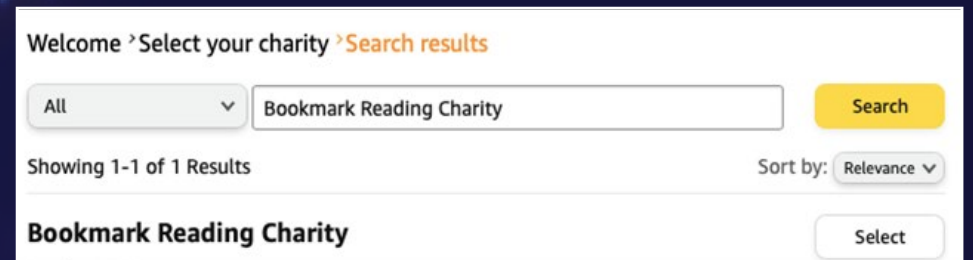 Welcome > Select your charity > Search results
All Bookmark Reading Charity Search
Showing 1-1 of 1 Results Sort by: Relevance
Bookmark Reading Charity Select